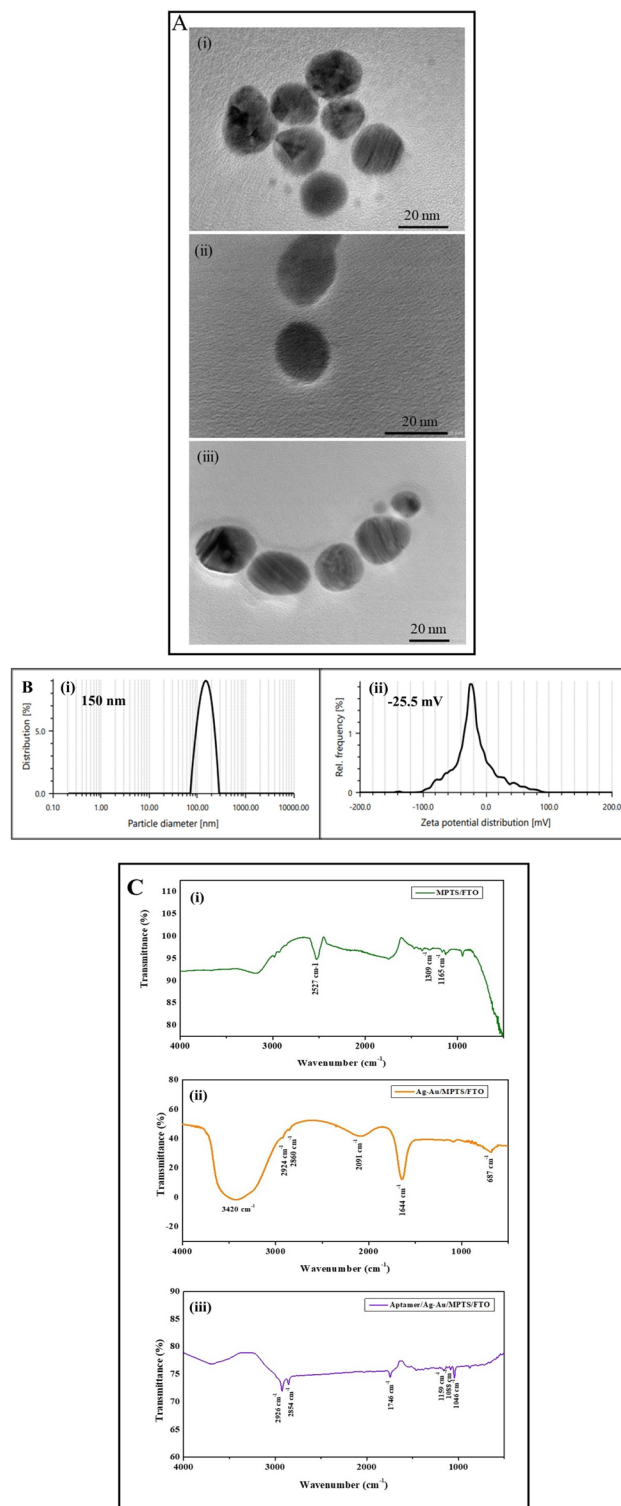 A
(i)
20 nm
(ii)
20 nm
(iii)
20 nm
B
(i)
150 nm
Distribution [%]
5.0
0.0
0.10
1.00
10.00
100.00
1000.00
10000.00
Particle diameter [nm]
(ii)
-25.5 mV
Rel. frequency [%]
1
0
-200.0
-100.0
0.0
100.0
200.0
Zeta potential distribution [mV]
C
(i)
MPTS/FTO
Transmittance (%)
110
105
100
95
90
85
80
2527 cm-1
1309 cm-1
1165 cm-1
4000
3000
2000
1000
Wavenumber (cm-1)
(ii)
Ag-Au/MPTS/FTO
Transmittance (%)
80
60
40
20
0
-20
3420 cm-1
2924 cm-1
2860 cm-1
2091 cm-1
1644 cm-1
687 cm-1
4000
3000
2000
1000
Wavenumber (cm-1)
(iii)
Aptamer/Ag-Au/MPTS/FTO
Transmittance (%)
90
85
80
75
70
65
60
2926 cm-1
2854 cm-1
1746 cm-1
1159 cm-1
1088 cm-1
1046 cm-1
4000
3000
2000
1000
Wavenumber (cm-1)